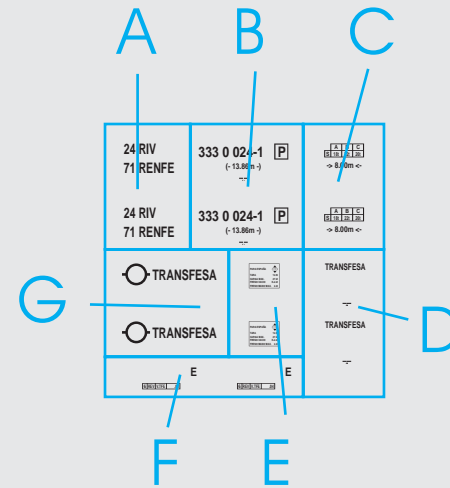 A B C
24 RIV
71 RENFE
333 0 024-1 P
(- 13.86m -)
A B C
S
-> 8.00m <-
24 RIV
71 RENFE
333 0 024-1 P
(- 13.86m -)
A B C
S
-> 8.00m <-
TRANSFESA
TRANSFESA
TRANSFESA
TRANSFESA
G
D
E
E
F
E